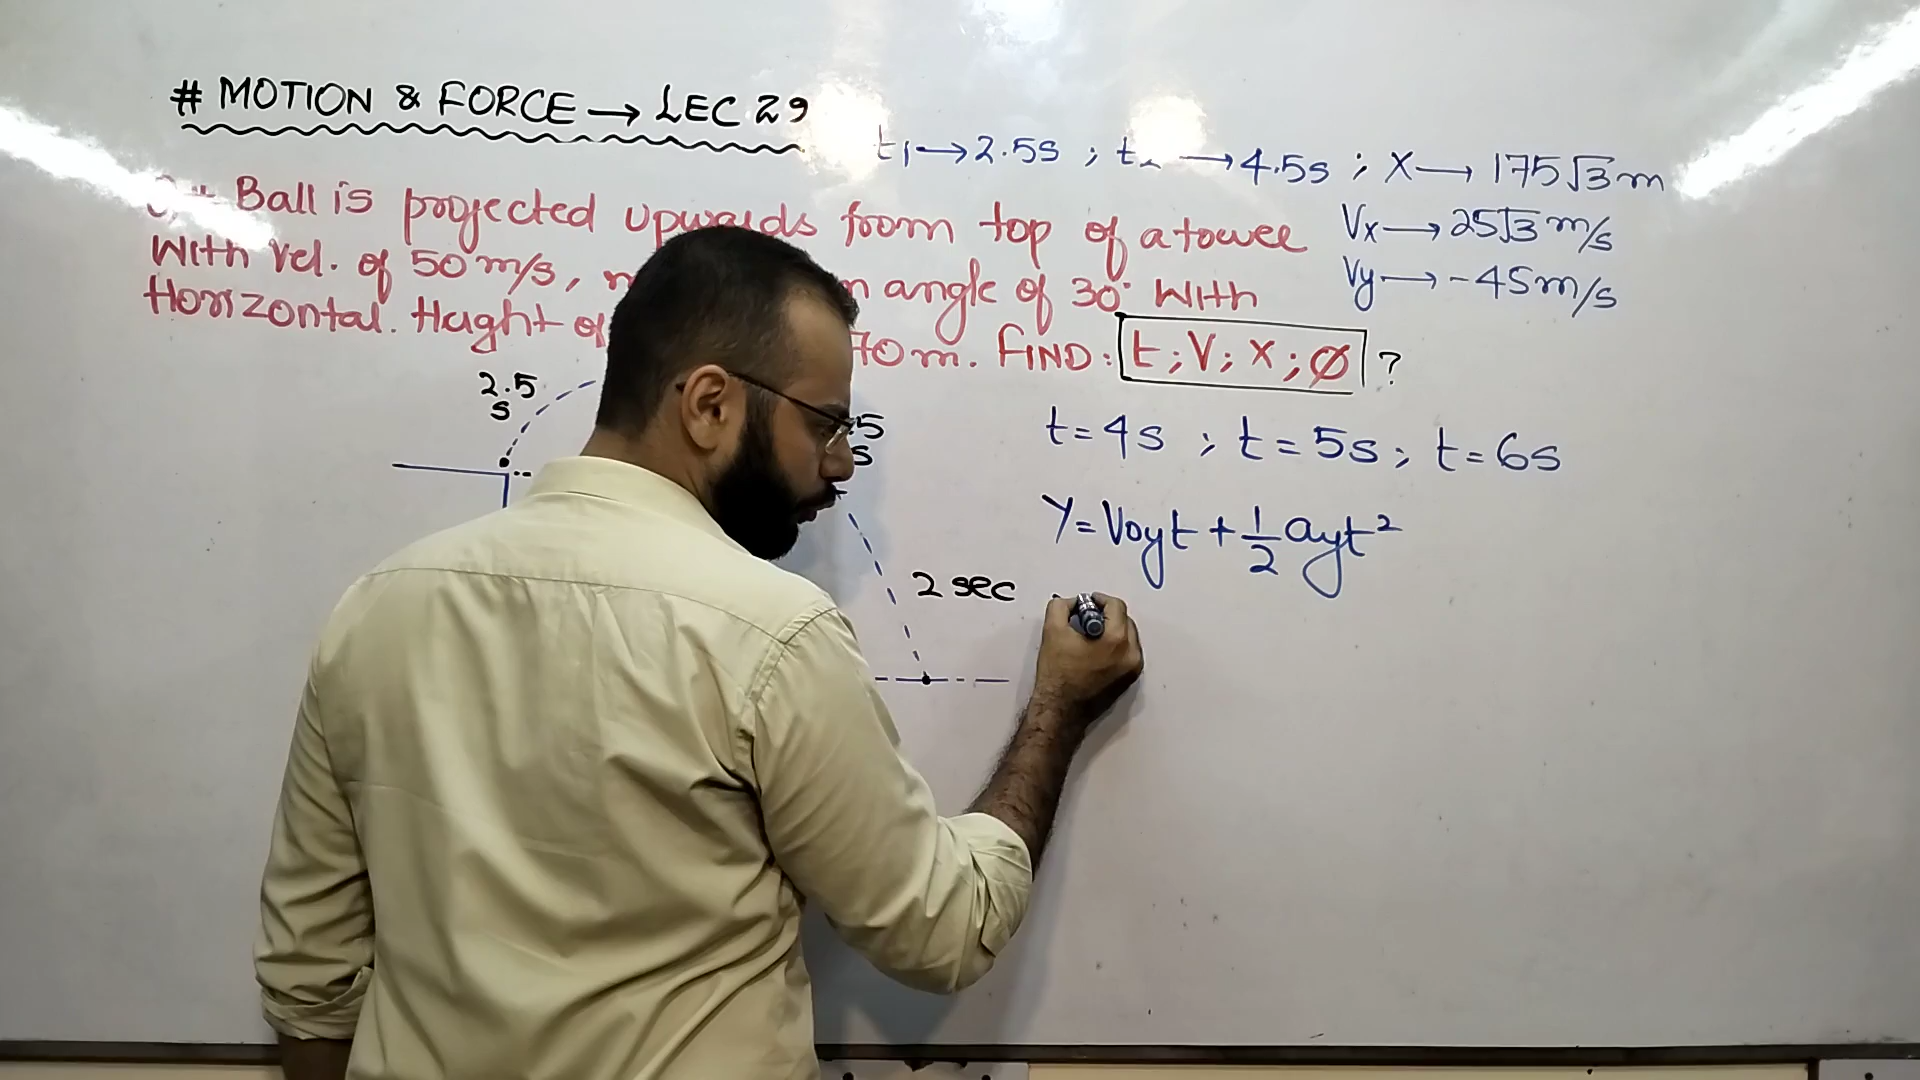 # MOTION & FORCE → LEC 29
t1 → 2.5s ; t → 4.5s ; X → 175√3 m
Ball is projected upwards from top of a tower
Vx → 25√3 m/s
With Vel. of 50 m/s, n angle of 30° With
Vy → -45 m/s
Horizontal. Height of 70 m. FIND: t ; V ; X ; Ø ?
2.5
s
.5
s
t = 4s ; t = 5s ; t = 6s
Y = Voyt + 1/2 ayt²
2 sec